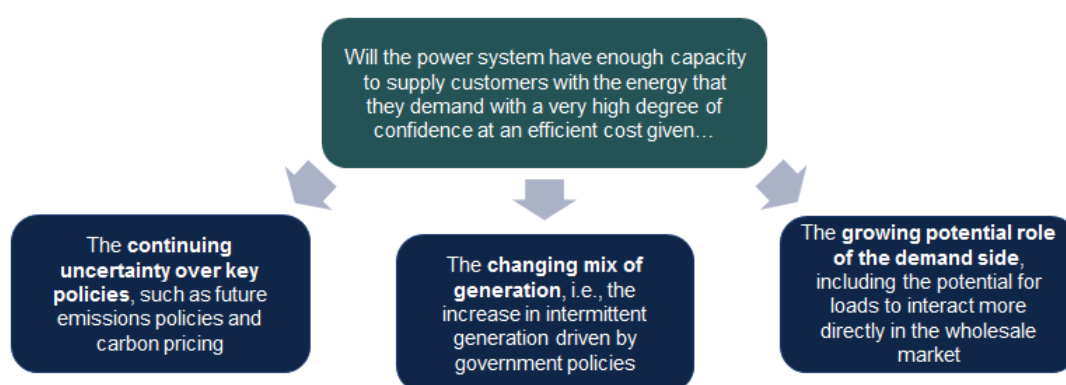 Will the power system have enough capacity
to supply customers with the energy that
they demand with a very high degree of
confidence at an efficient cost given…
The continuing
uncertainty over key
policies, such as future
emissions policies and
carbon pricing
The changing mix of
generation, i.e., the
increase in intermittent
generation driven by
government policies
The growing potential role
of the demand side,
including the potential for
loads to interact more
directly in the wholesale
market